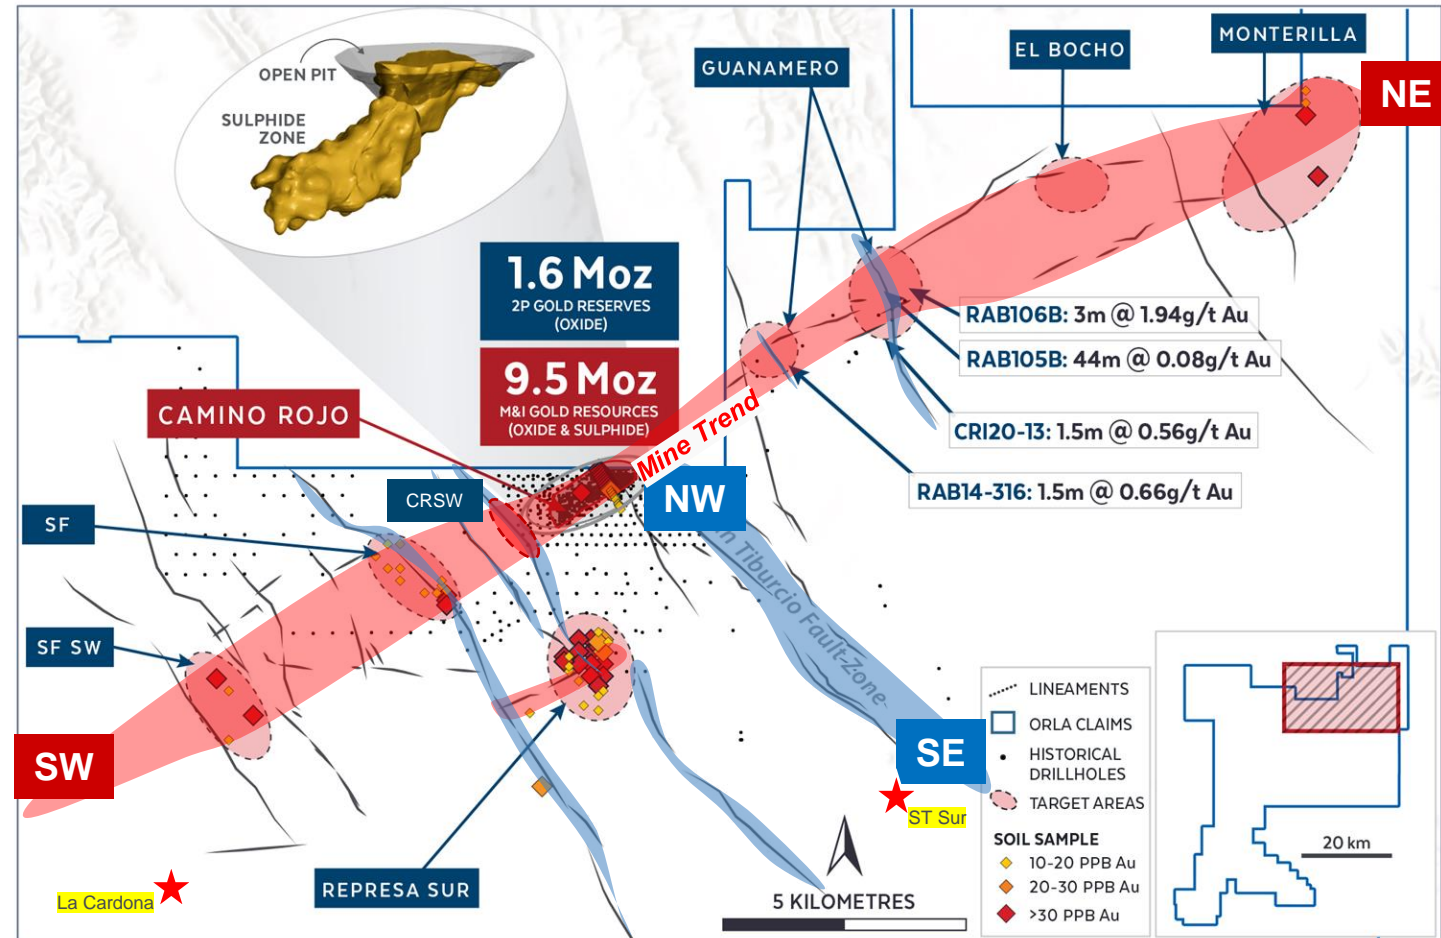 OPEN PIT
SULPHIDE
ZONE
GUANAMERO
EL BOCHO
MONTERILLA
NE
1.6 Moz
2P GOLD RESERVES
(OXIDE)
9.5 Moz
M&I GOLD RESOURCES
(OXIDE & SULPHIDE)
RAB106B: 3m @ 1.94g/t Au
RAB105B: 44m @ 0.08g/t Au
CRI20-13: 1.5m @ 0.56g/t Au
RAB14-316: 1.5m @ 0.66g/t Au
CAMINO ROJO
Mine Trend
CRSW
NW
SF
Tiburcio Fault-Zone
SF SW
SW
SE
ST Sur
La Cardona
REPRESA SUR
5 KILOMETRES
LINEAMENTS
ORLA CLAIMS
HISTORICAL
DRILLHOLES
TARGET AREAS
SOIL SAMPLE
10-20 PPB Au
20-30 PPB Au
>30 PPB Au
20 km